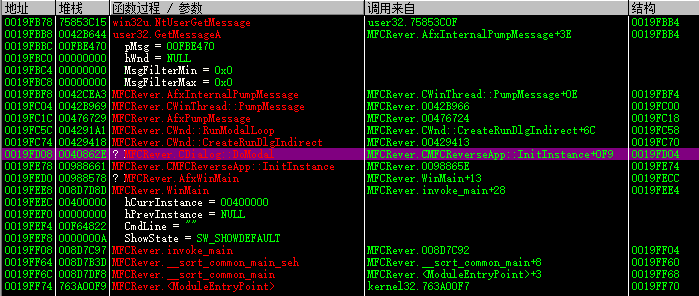 地址 堆栈 函数过程 / 参数 调用来自 结构
0019FB78 75853C15 win32u.NtUserGetMessage user32.75853C0F 0019FBB4
0019FBB8 0042B644 user32.GetMessageA MFCRever.AfxInternalPumpMessage+3E 0019FBB4
0019FBBC 00FBE470 pMsg = 00FBE470
0019FBC0 00000000 hWnd = NULL
0019FBC4 00000000 MsgFilterMin = 0x0
0019FBC8 00000000 MsgFilterMax = 0x0
0019FBF8 0042CEA3 MFCRever.AfxInternalPumpMessage MFCRever.CWinThread::PumpMessage+0E 0019FBF4
0019FC04 0042B969 MFCRever.CWinThread::PumpMessage MFCRever.0042B966 0019FC00
0019FC1C 00476729 MFCRever.PumpMessage MFCRever.00476724 0019FC18
0019FC5C 004291A1 MFCRever.CWnd::RunModalLoop MFCRever.CWnd::CreateRunDlgIndirect+6C 0019FC58
0019FC74 00429418 MFCRever.CWnd::CreateRunDlgIndirect MFCRever.00429413 0019FC70
0019FD08 0040862E ? MFCRever.CDialog::DoModal MFCRever.CMFCReverseApp::InitInstance+0F9 0019FD04
0019FE78 00988661 MFCRever.CMFCReverseApp::InitInstance MFCRever.0098865E 0019FE74
0019FED0 00988578 ? MFCRever.AfxWinMain MFCRever.WinMain+13 0019FECC
0019FEE8 008D7D8D MFCRever.WinMain MFCRever.invoke_main+28 0019FEE4
0019FEEC 00400000 hCurrInstance = 00400000
0019FEF0 00000000 hPrevInstance = NULL
0019FEF4 00F64822 CmdLine = ""
0019FEF8 0000000A ShowState = SW_SHOWDEFAULT
0019FF08 008D7C97 MFCRever.invoke_main MFCRever.008D7C92 0019FF04
0019FF64 008D7B3D MFCRever.__scrt_common_main_seh MFCRever.__scrt_common_main+8 0019FF60
0019FF6C 008D7DF8 MFCRever.__scrt_common_main MFCRever.<ModuleEntryPoint>+3 0019FF68
0019FF74 763A00F9 MFCRever.<ModuleEntryPoint> kernel32.763A00F7 0019FF70